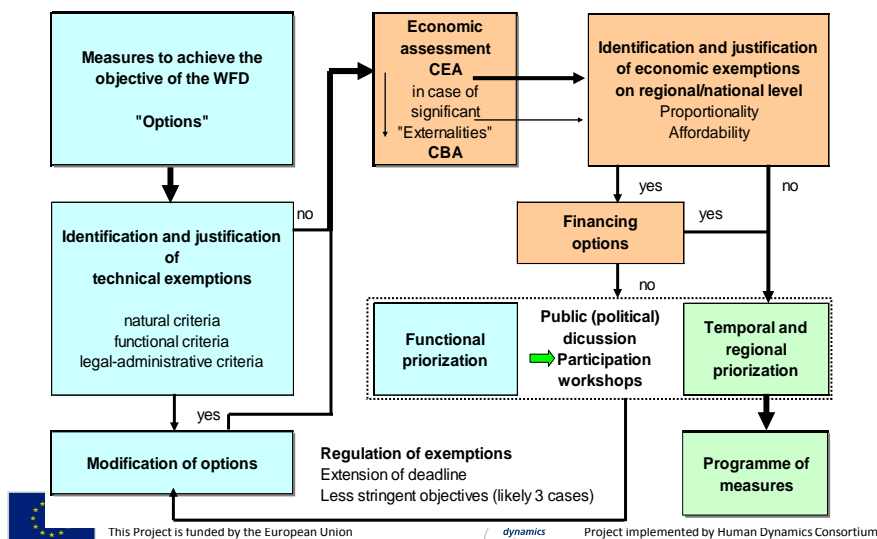 Measures to achieve the
objective of the WFD
"Options"
Economic
assessment
CEA
in case of
significant
"Externalities"
CBA
Identification and justification
of economic exemptions
on regional/national level
Proportionality
Affordability
no
yes
no
Identification and justification
of
technical exemptions
natural criteria
functional criteria
legal-administrative criteria
Financing
options
yes
no
Functional
priorization
Public (political)
dicussion
Participation
workshops
Temporal and
regional
priorization
yes
Modification of options
Regulation of exemptions
Extension of deadline
Less stringent objectives (likely 3 cases)
Programme of
measures
This Project is funded by the European Union
dynamics
Project implemented by Human Dynamics Consortium